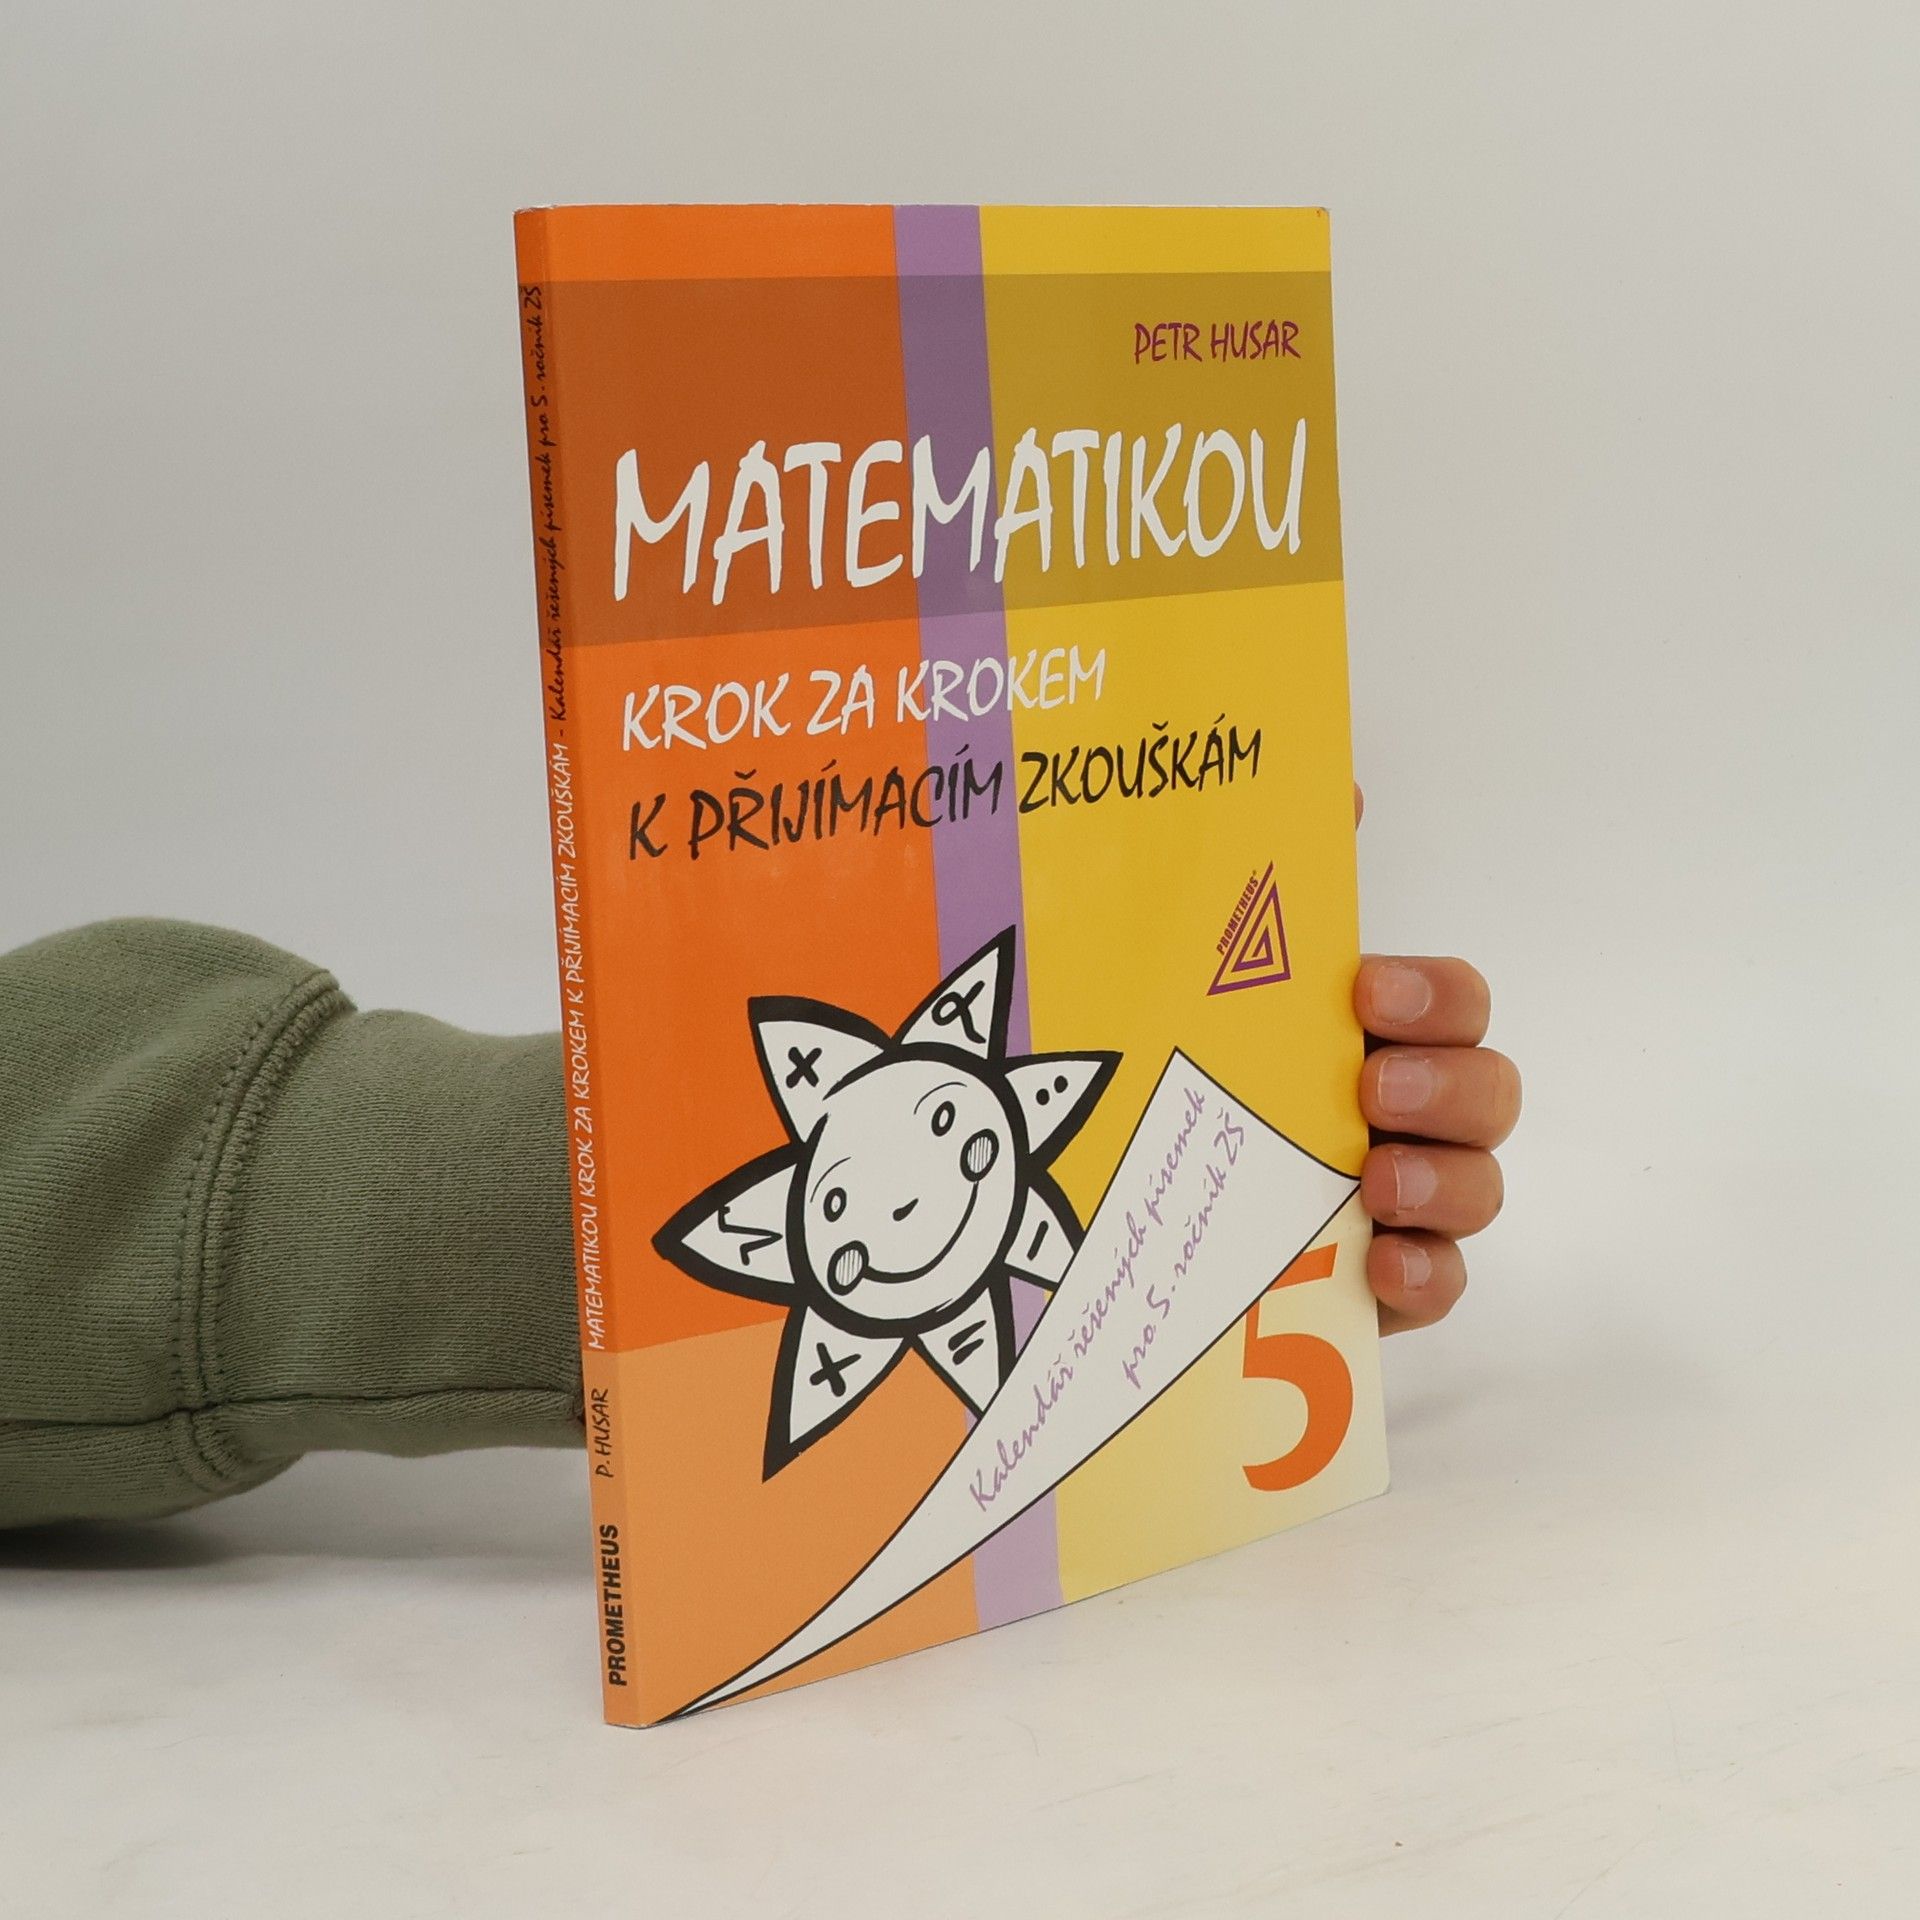 PETR HUSAR
MATEMATIKOU
KROK ZA KROKEM
K PŘIJÍMACÍM ZKOUŠKÁM
PROMETHEUS®
Kalendář řešených písemek
pro 5. ročník ZŠ
5
PROMETHEUS P. HUSAR MATEMATIKOU KROK ZA KROKEM K PŘIJÍMACÍM ZKOUŠKÁM - Kalendář řešených písemek pro 5. ročník ZŠ